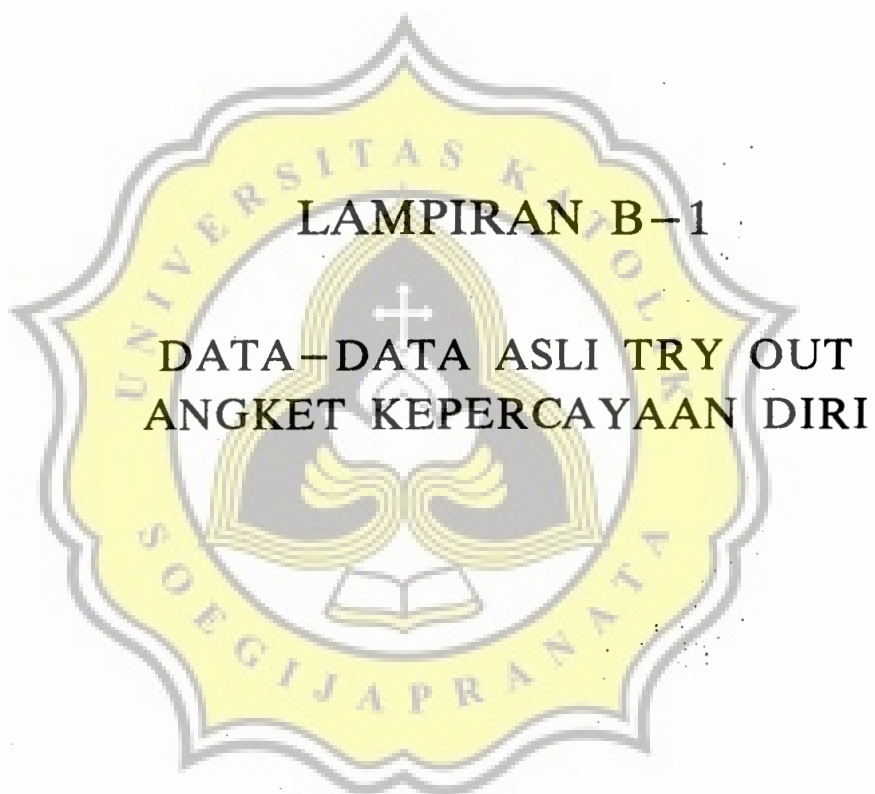 LAMPIRAN B-1
DATA-DATA ASLI TRY OUT
ANGKET KEPERCAYAAN DIRI
UNIVERSITAS KATOLIK
SOEGIJAPRANATA